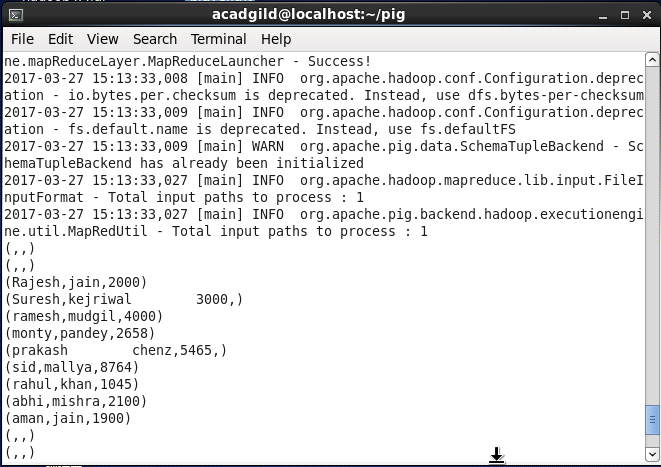 acadgild@localhost:~/pig
File Edit View Search Terminal Help
ne.mapReduceLayer.MapReduceLauncher - Success!
2017-03-27 15:13:33,008 [main] INFO  org.apache.hadoop.conf.Configuration.deprec
ation - io.bytes.per.checksum is deprecated. Instead, use dfs.bytes-per-checksum
2017-03-27 15:13:33,009 [main] INFO  org.apache.hadoop.conf.Configuration.deprec
ation - fs.default.name is deprecated. Instead, use fs.defaultFS
2017-03-27 15:13:33,009 [main] WARN  org.apache.pig.data.SchemaTupleBackend - Sc
hemaTupleBackend has already been initialized
2017-03-27 15:13:33,027 [main] INFO  org.apache.hadoop.mapreduce.lib.input.FileI
nputFormat - Total input paths to process : 1
2017-03-27 15:13:33,027 [main] INFO  org.apache.pig.backend.hadoop.executionengi
ne.util.MapRedUtil - Total input paths to process : 1
(,,)
(,,)
(Rajesh,jain,2000)
(Suresh,kejriwal        3000,)
(ramesh,mudgil,4000)
(monty,pandey,2658)
(prakash        chenz,5465,)
(sid,mallya,8764)
(rahul,khan,1045)
(abhi,mishra,2100)
(aman,jain,1900)
(,,)
(,,)